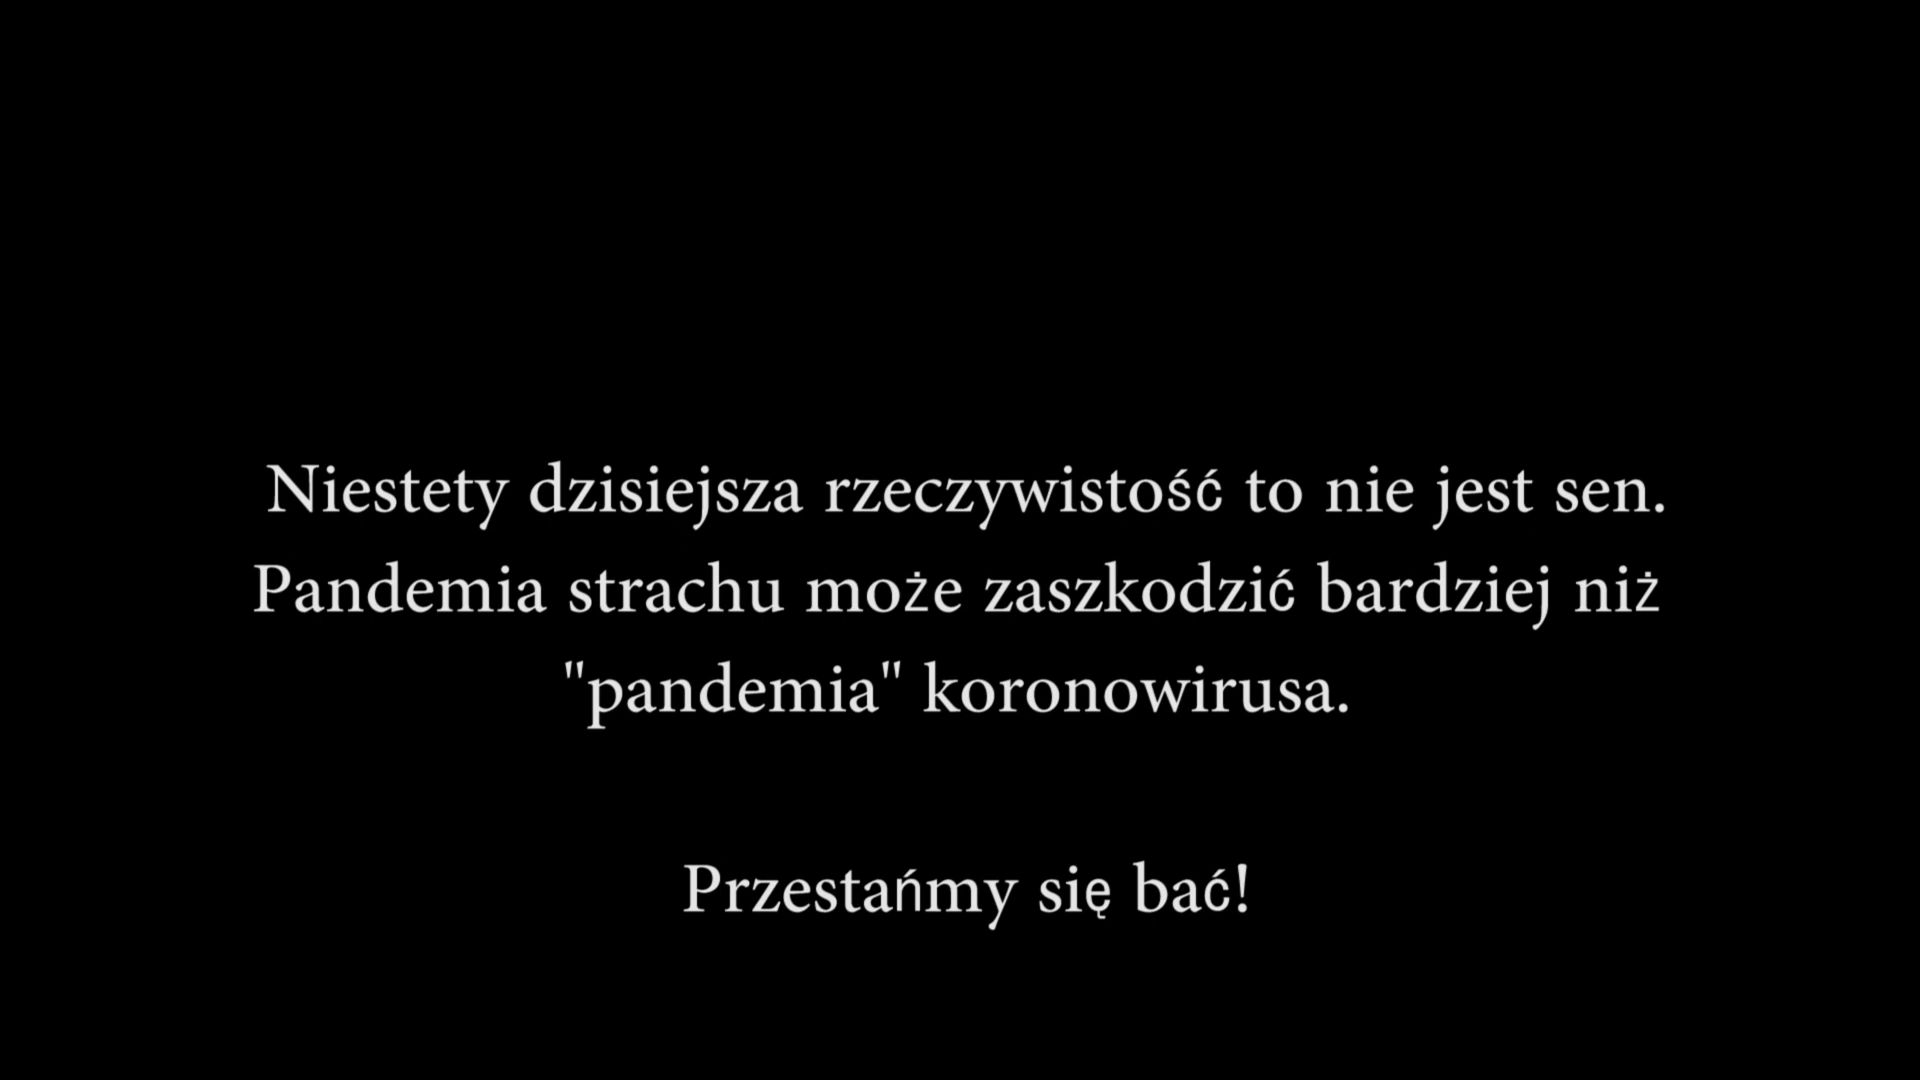 Niestety dzisiejsza rzeczywistość to nie jest sen.
Pandemia strachu może zaszkodzić bardziej niż
"pandemia" koronowirusa.
Przestańmy się bać!